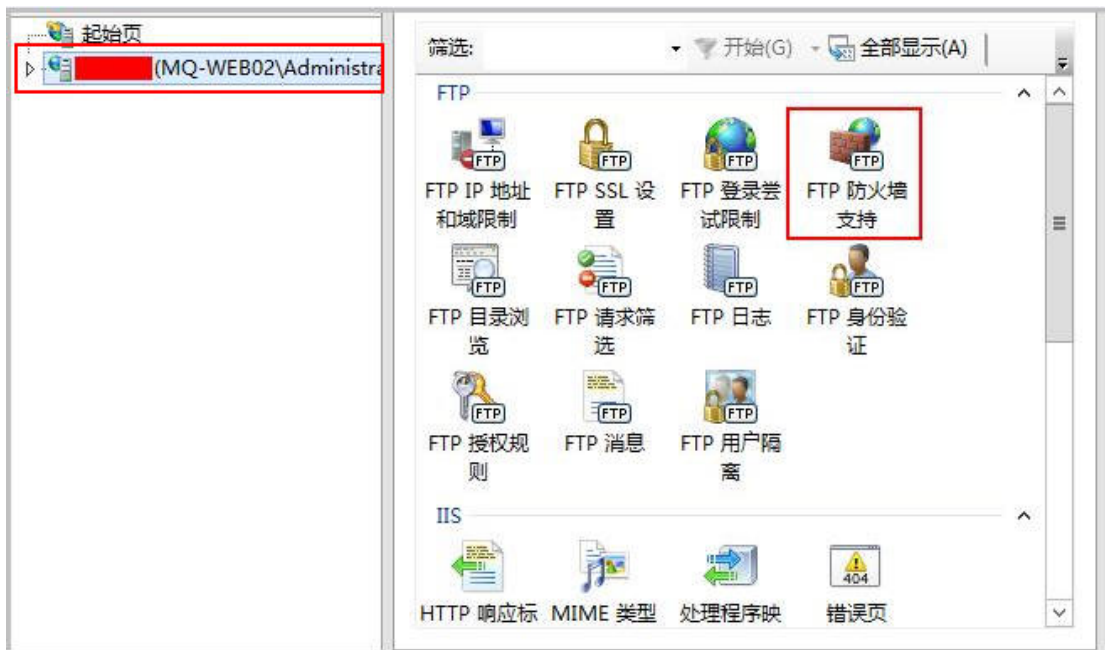 起始页
(MQ-WEB02\Administra
筛选: 开始(G) 全部显示(A)
FTP
FTP FTP FTP FTP
FTP IP 地址 FTP SSL 设 FTP 登录尝 FTP 防火墙
和域限制 置 试限制 支持
FTP FTP FTP FTP
FTP 目录浏 FTP 请求筛 FTP 日志 FTP 身份验
览 选 证
FTP FTP FTP
FTP 授权规 FTP 消息 FTP 用户隔
则 离
IIS
404
HTTP 响应标 MIME 类型 处理程序映 错误页